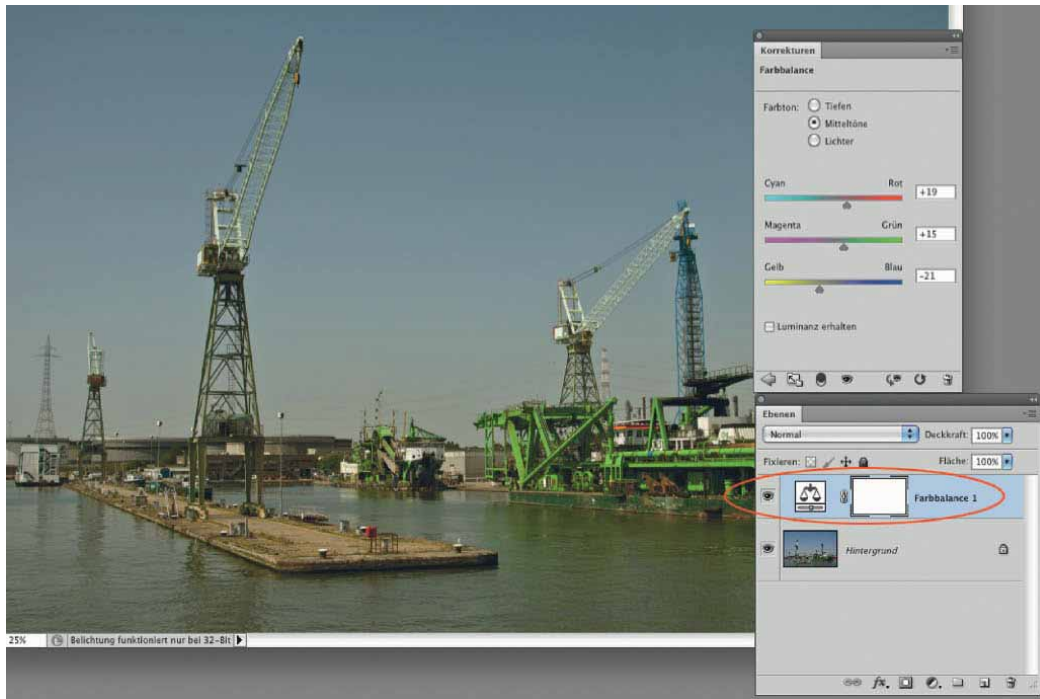 Korrekturen
Farbbalance
Farbton: Tiefen
Mitteltöne
Lichter
Cyan Rot +19
Magenta Grün +15
Gelb Blau -21
Luminanz erhalten
Ebenen
Normal Deckkraft: 100%
Fixieren: Fläche: 100%
Farbbalance 1
Hintergrund
25% Belichtung funktioniert nur bei 32-Bit
fx.